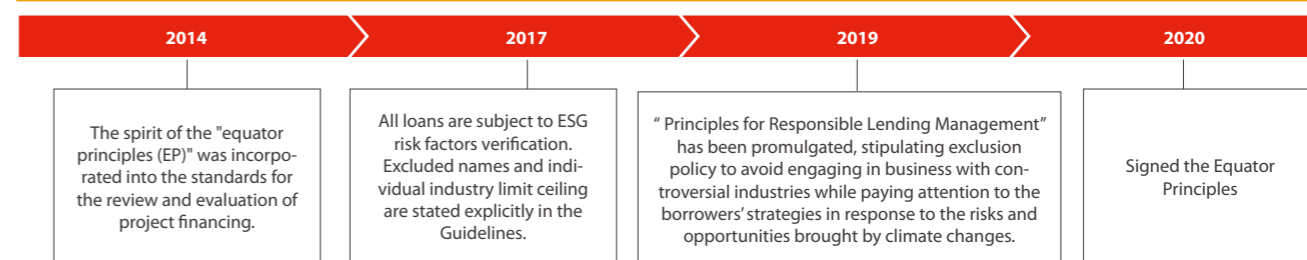 2014
2017
2019
2020
The spirit of the "equator
principles (EP)" was incorpo-
rated into the standards for
the review and evaluation of
project financing.
All loans are subject to ESG
risk factors verification.
Excluded names and indi-
vidual industry limit ceiling
are stated explicitly in the
Guidelines.
“ Principles for Responsible Lending Management”
has been promulgated, stipulating exclusion
policy to avoid engaging in business with con-
troversial industries while paying attention to the
borrowers’ strategies in response to the risks and
opportunities brought by climate changes.
Signed the Equator
Principles